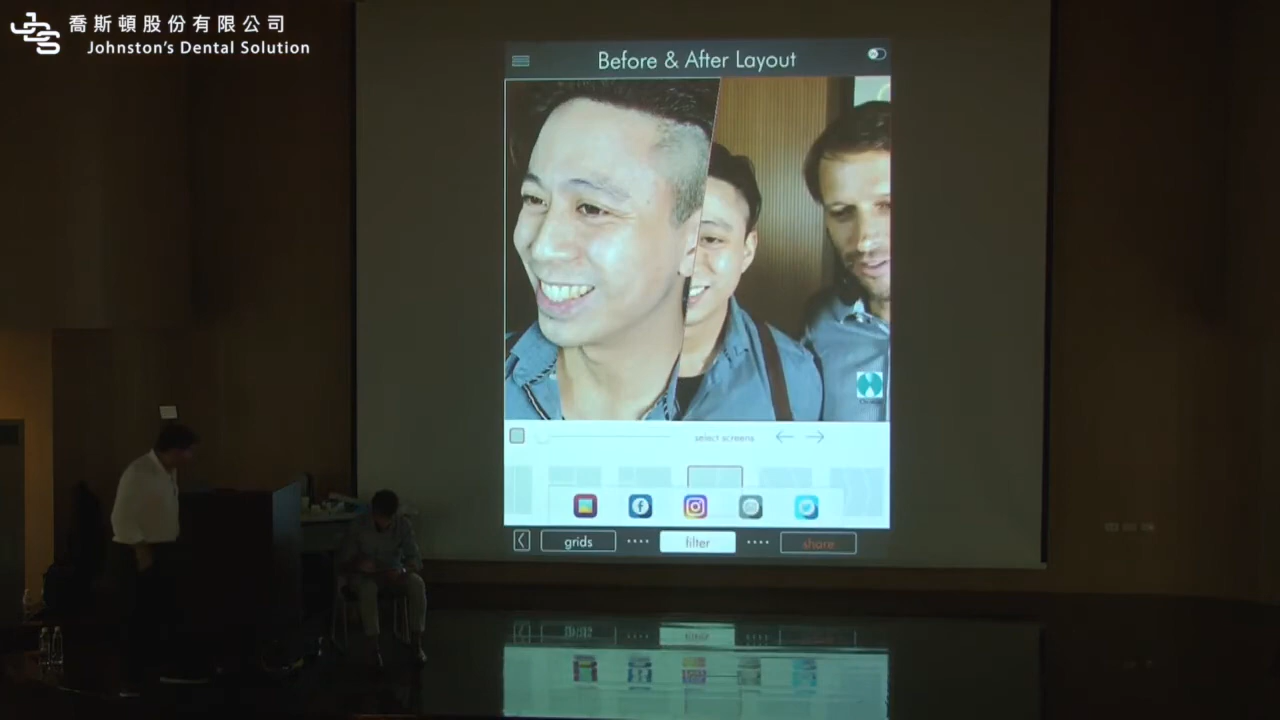 喬斯頓股份有限公司
Johnston's Dental Solution
Before & After Layout
select screens
grids
filter
share